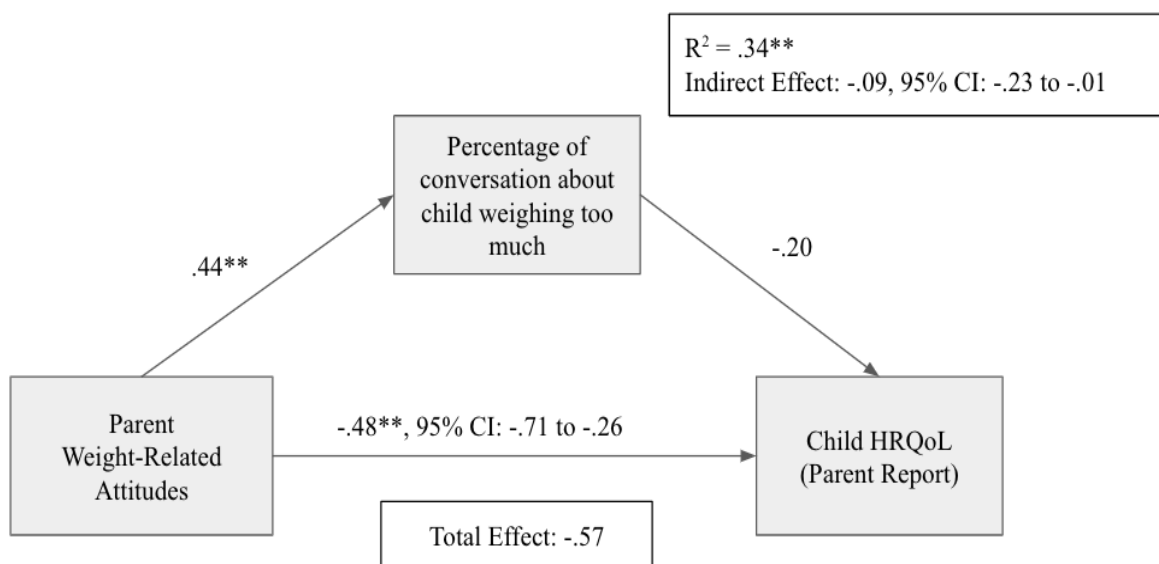 R² = .34**
Indirect Effect: -.09, 95% CI: -.23 to -.01
Percentage of
conversation about
child weighing too
much
.44**
-.20
Parent
Weight-Related
Attitudes
-.48**, 95% CI: -.71 to -.26
Child HRQoL
(Parent Report)
Total Effect: -.57